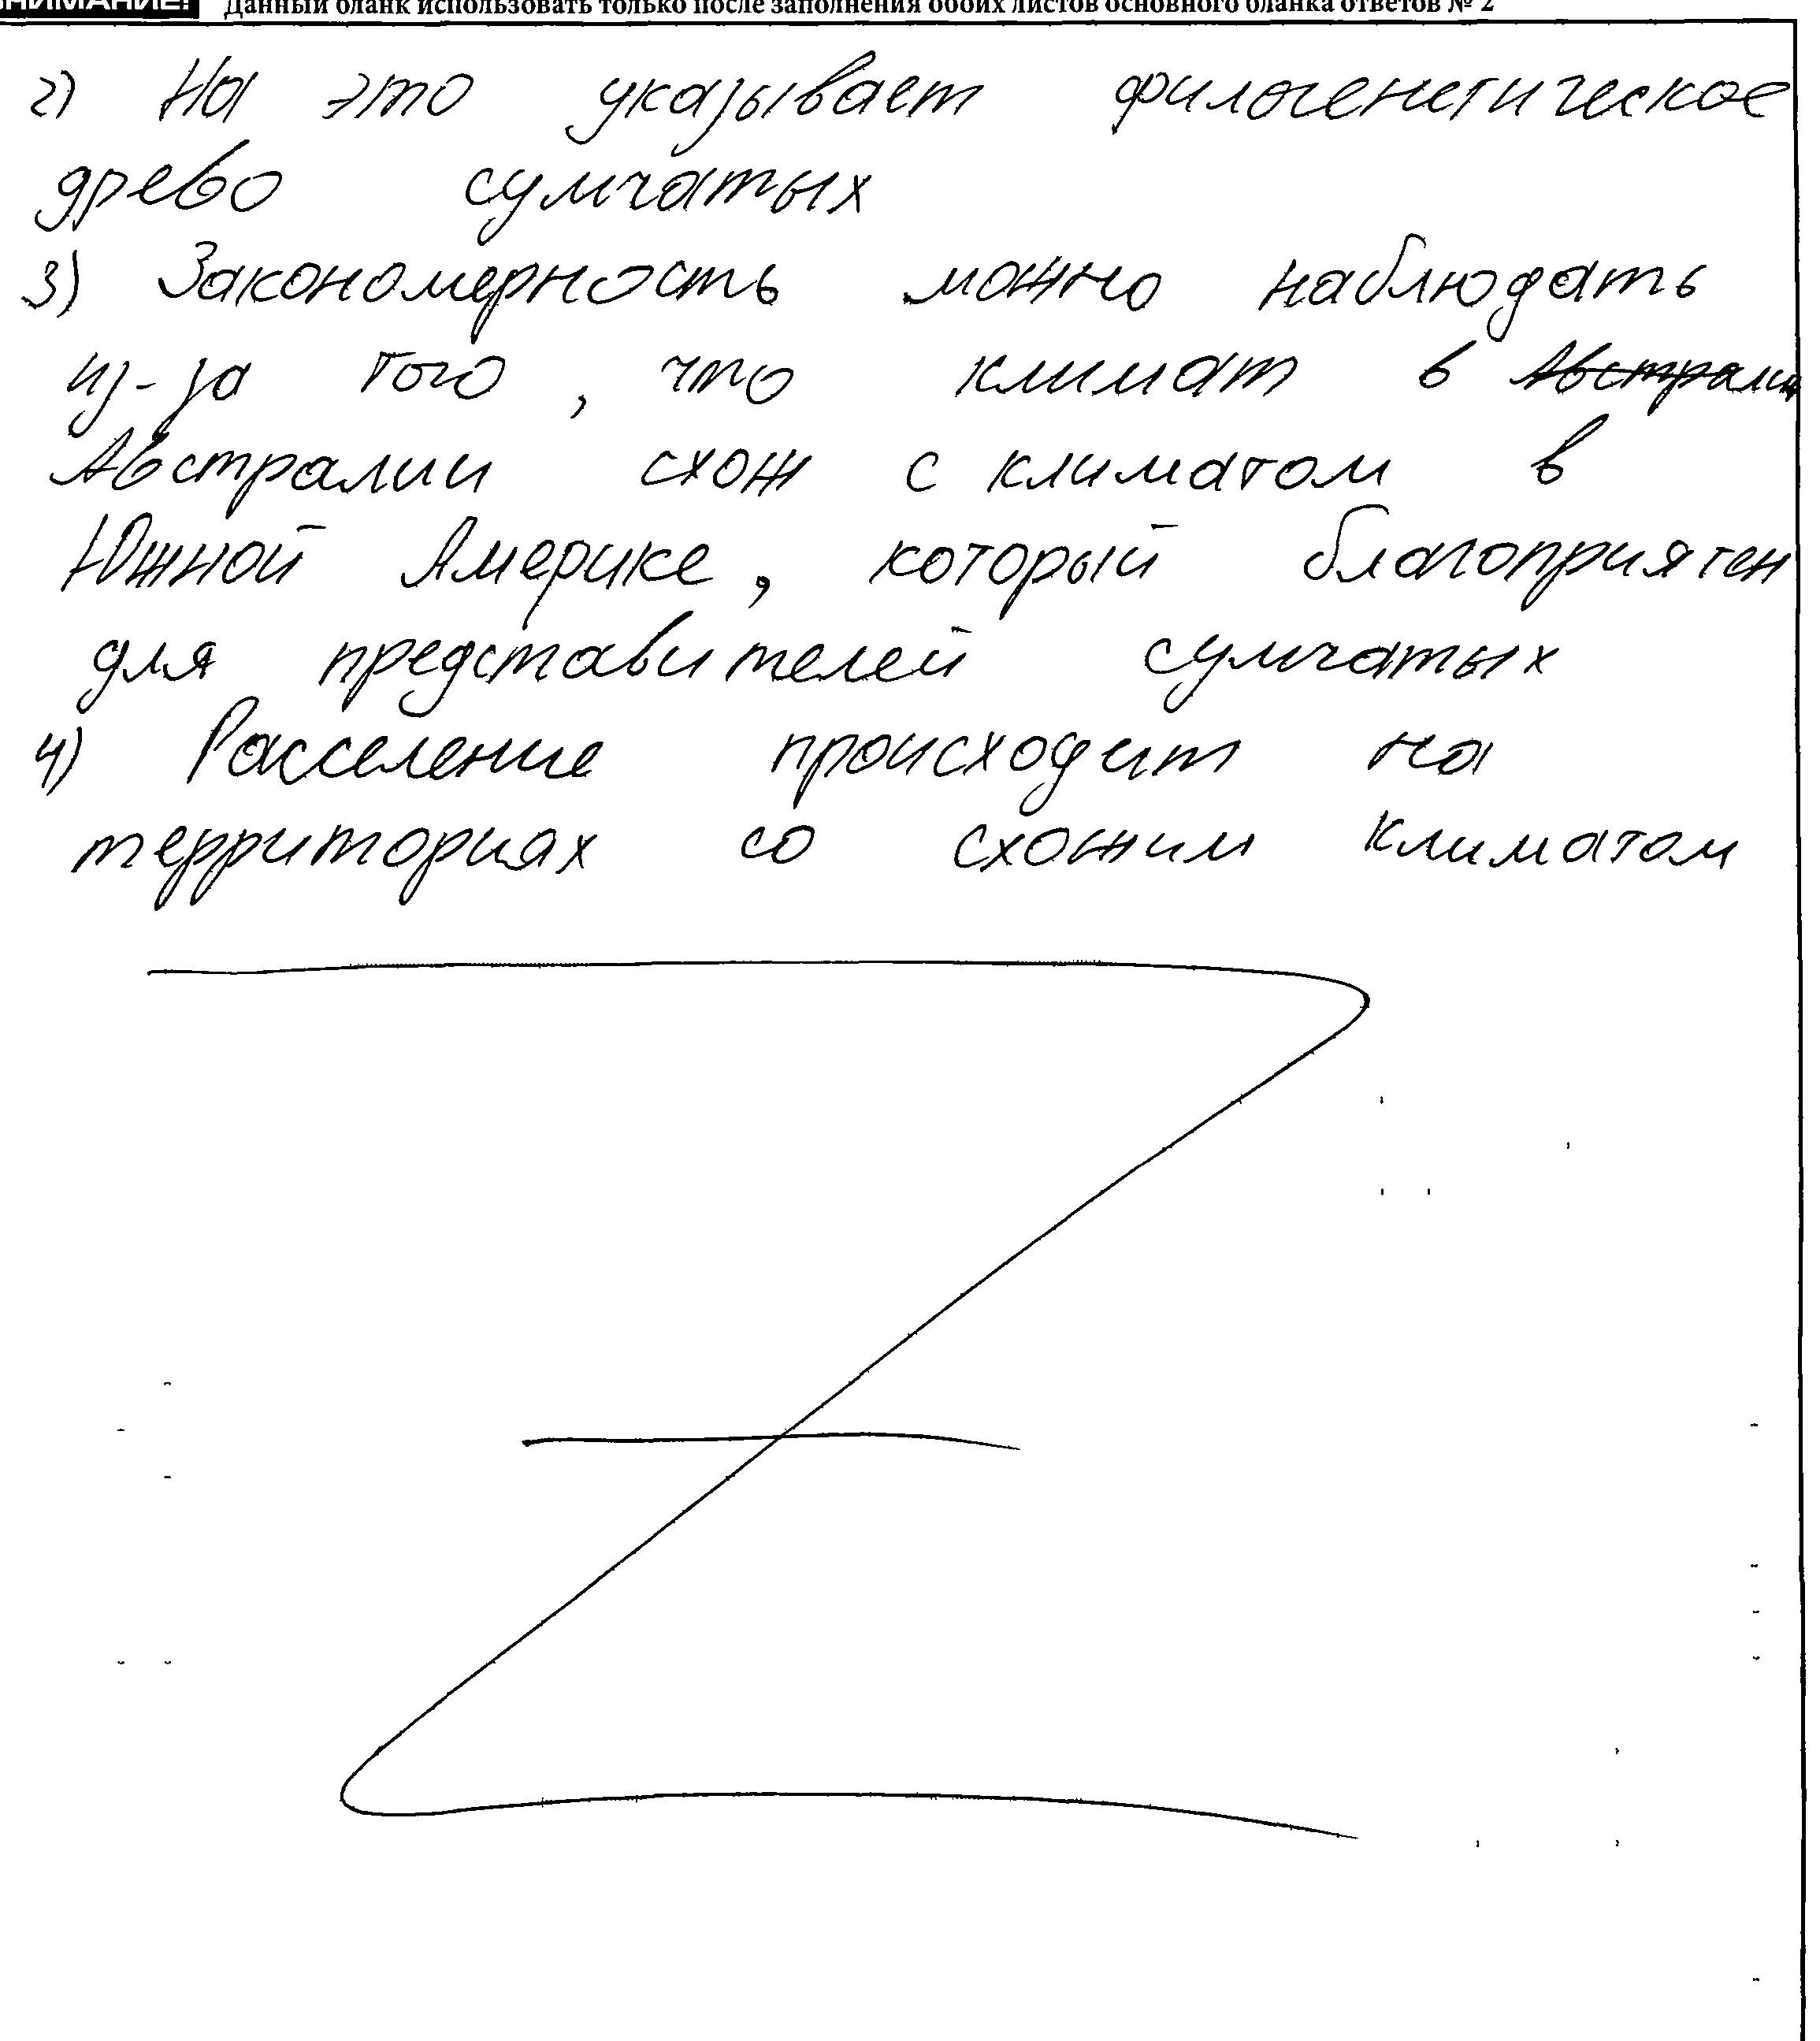 ВНИМАНИЕ! Данный бланк использовать только после заполнения обоих листов основного бланка ответов № 2
2) На это указывает филогенетическое
древо сумчатых
3) Закономерность можно наблюдать
из-за того, что климат в Австрали
Австралии схож с климатом в
Южной Америке, который благоприятен
для представителей сумчатых
4) Расселение происходит на
территориях со схожим климатом
Z